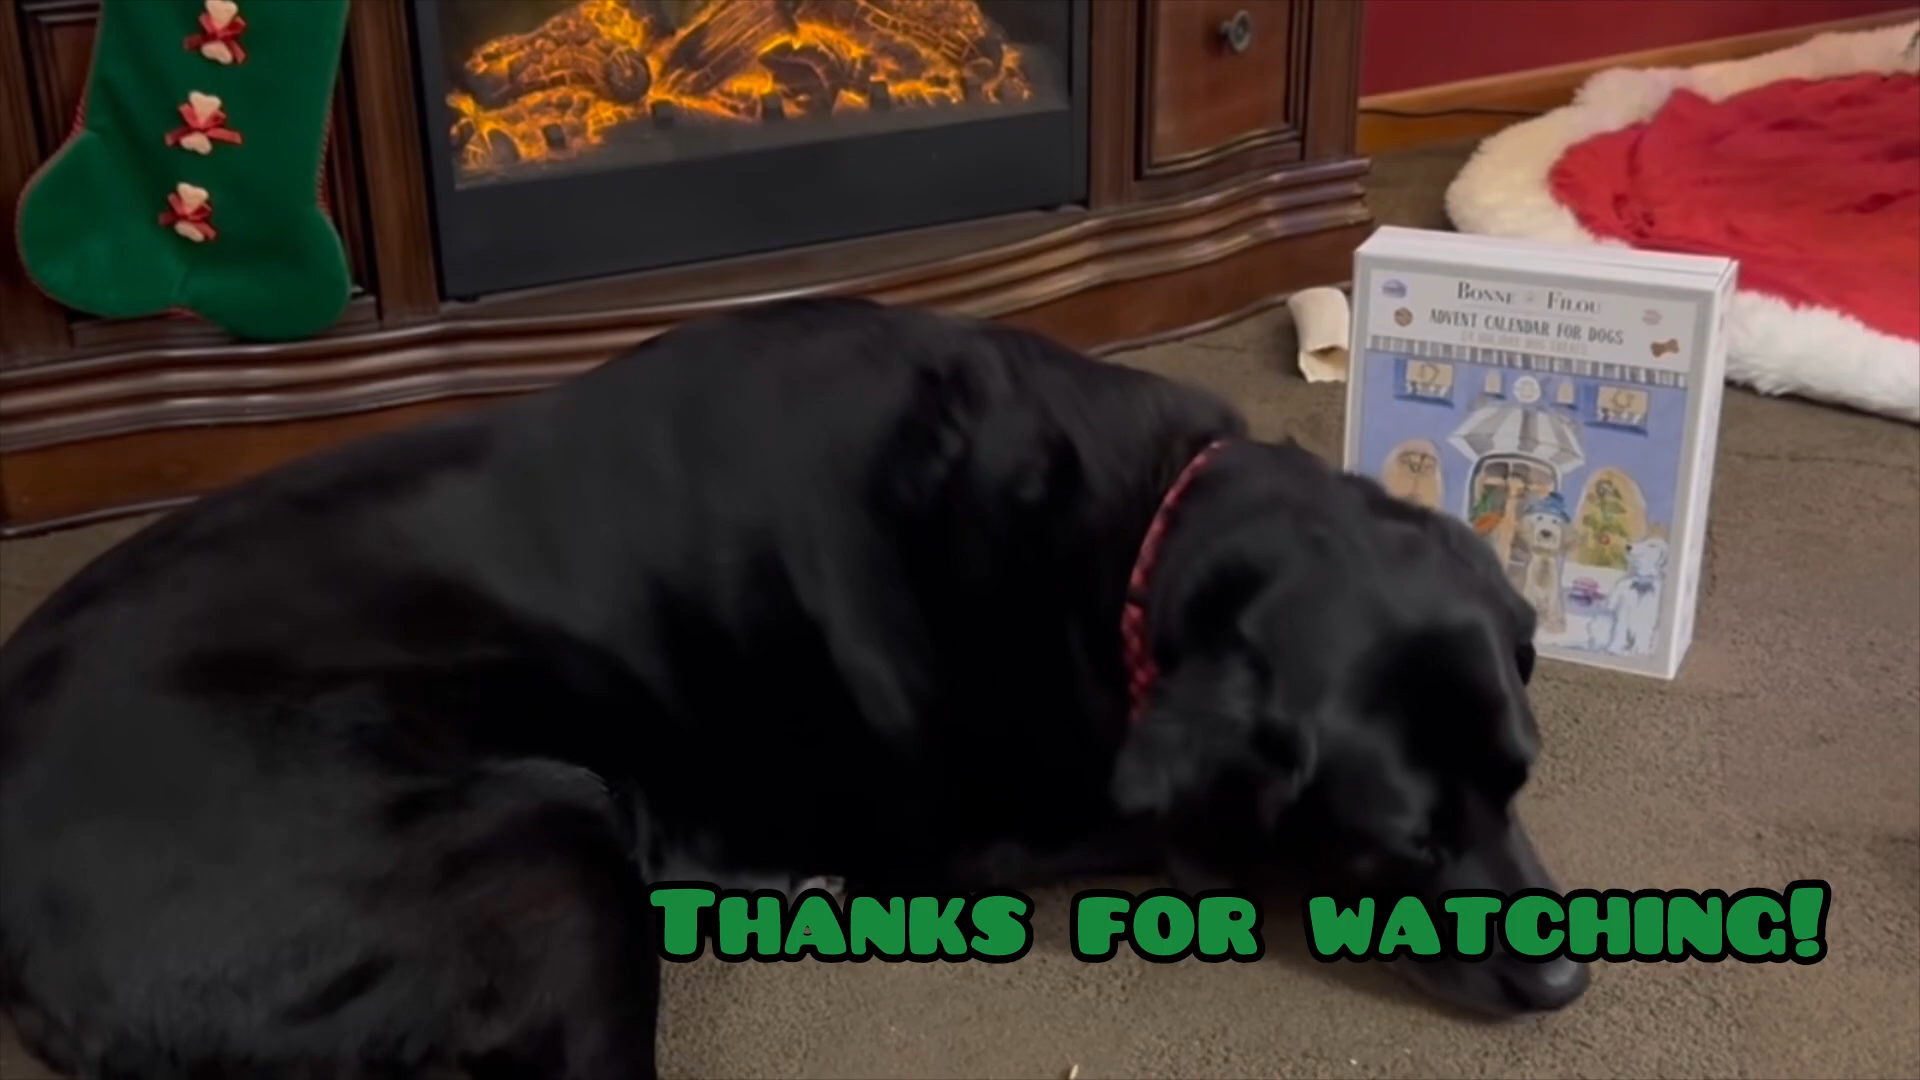 BONNE FILOU
ADVENT CALENDAR FOR DOGS
THANKS FOR WATCHING!